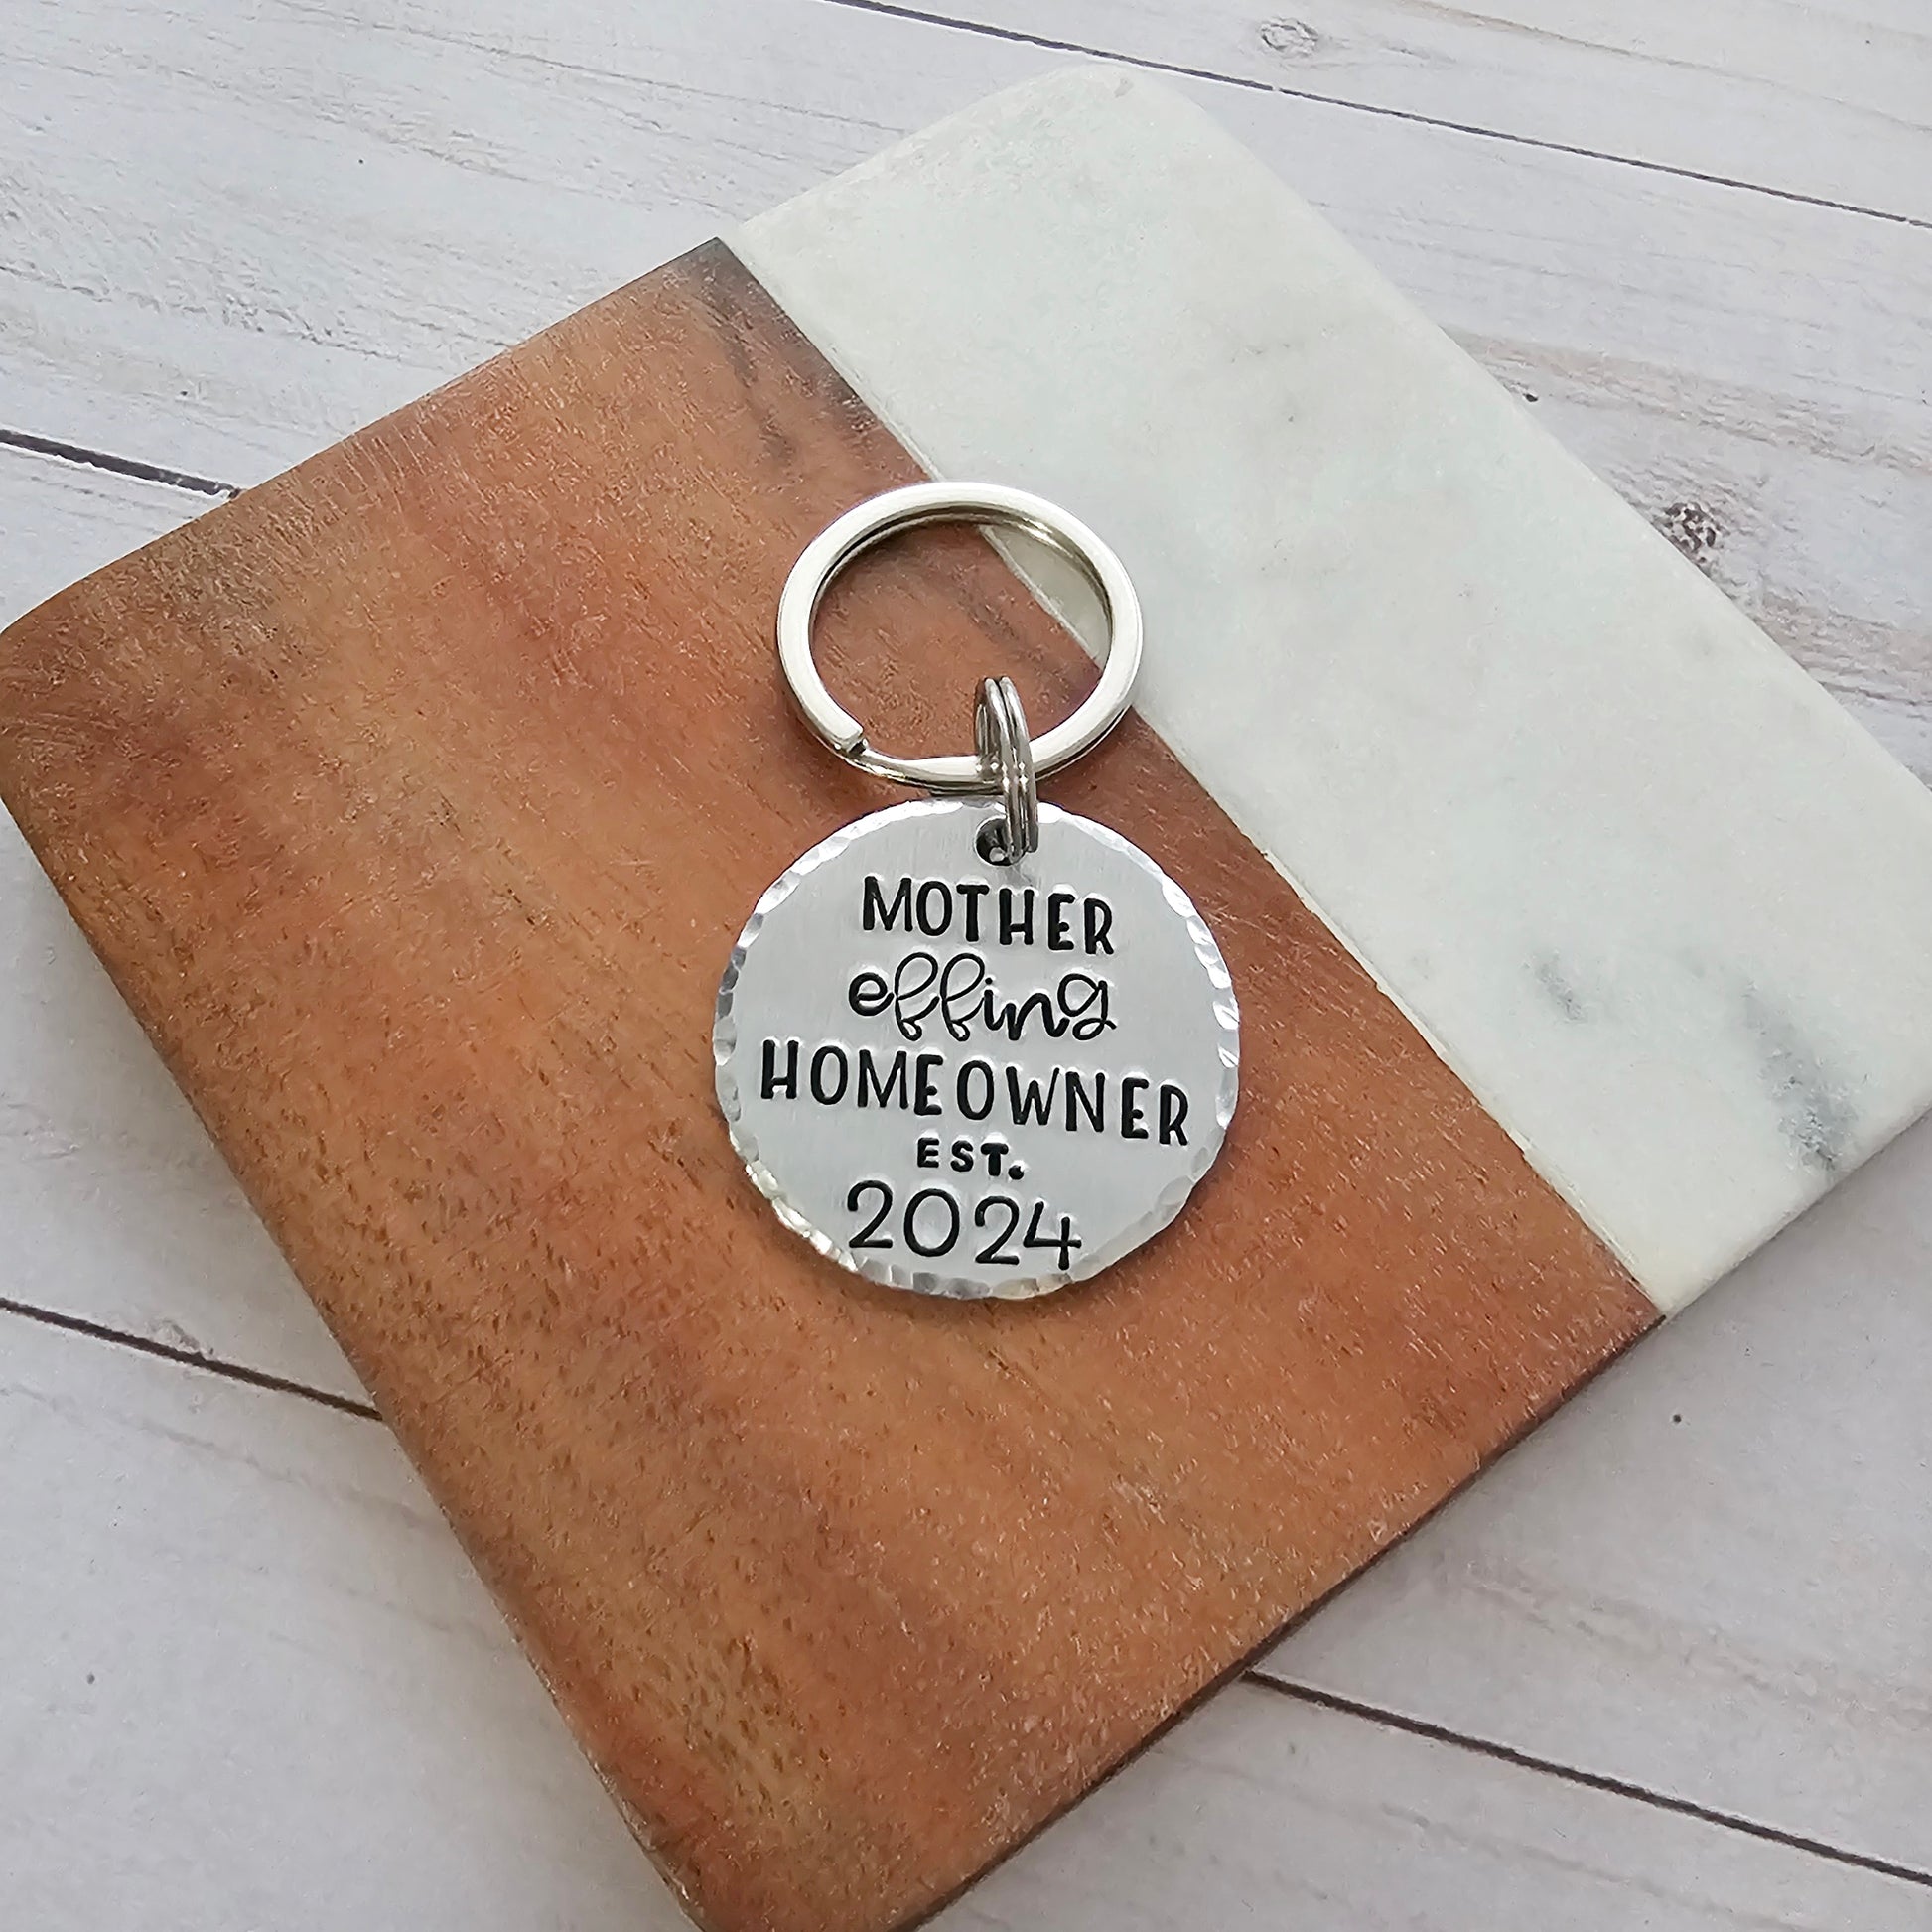 MOTHER
effing
HOMEOWNER
EST.
2024